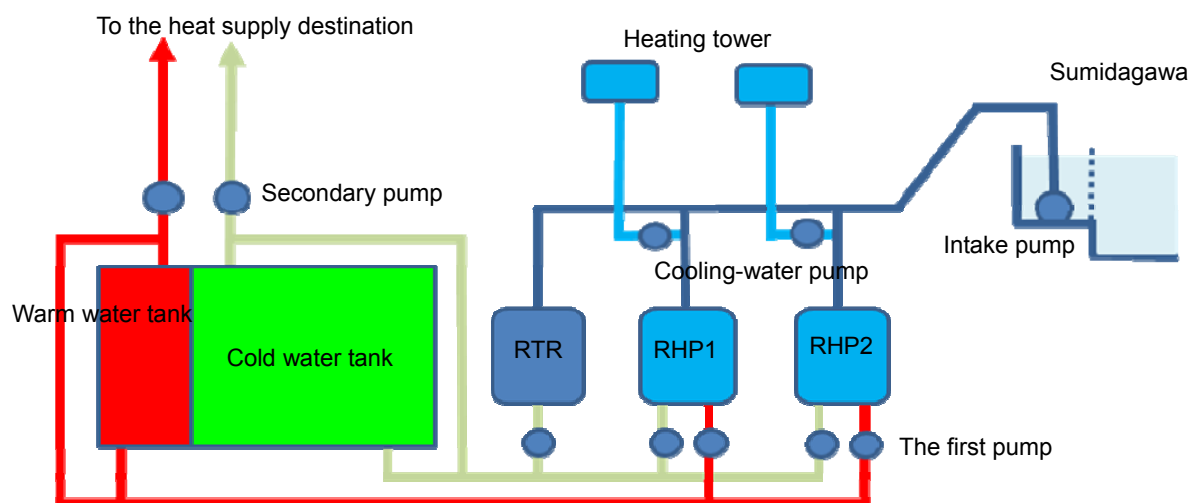 To the heat supply destination
Heating tower
Sumidagawa
Secondary pump
Intake pump
Cooling-water pump
Warm water tank
Cold water tank
RTR
RHP1
RHP2
The first pump